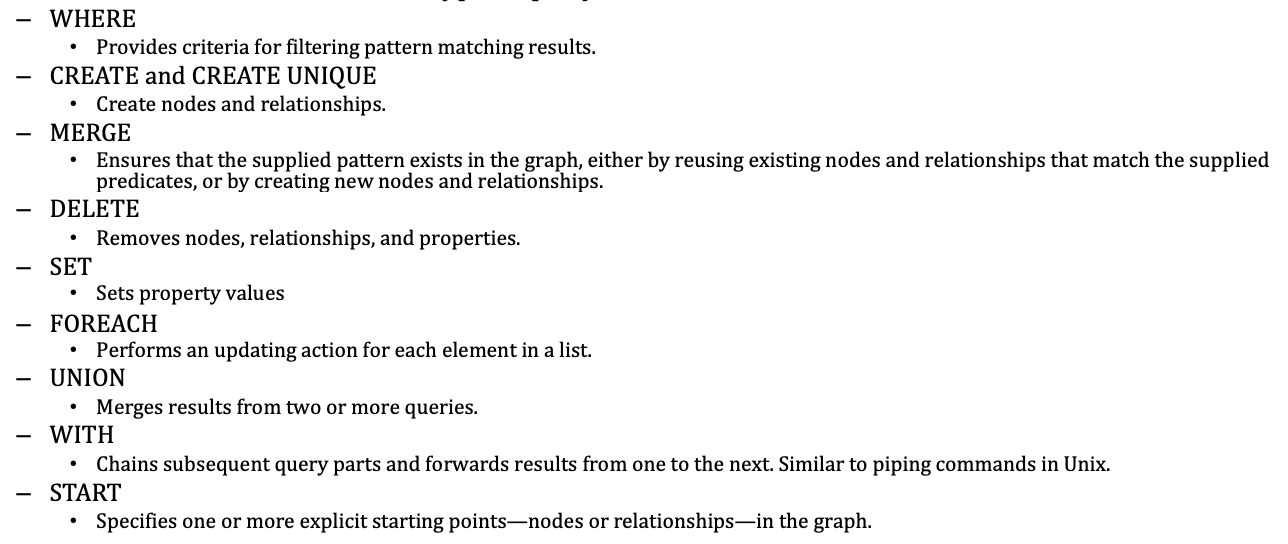 – WHERE
• Provides criteria for filtering pattern matching results.
– CREATE and CREATE UNIQUE
• Create nodes and relationships.
– MERGE
• Ensures that the supplied pattern exists in the graph, either by reusing existing nodes and relationships that match the supplied
predicates, or by creating new nodes and relationships.
– DELETE
• Removes nodes, relationships, and properties.
– SET
• Sets property values
– FOREACH
• Performs an updating action for each element in a list.
– UNION
• Merges results from two or more queries.
– WITH
• Chains subsequent query parts and forwards results from one to the next. Similar to piping commands in Unix.
– START
• Specifies one or more explicit starting points—nodes or relationships—in the graph.